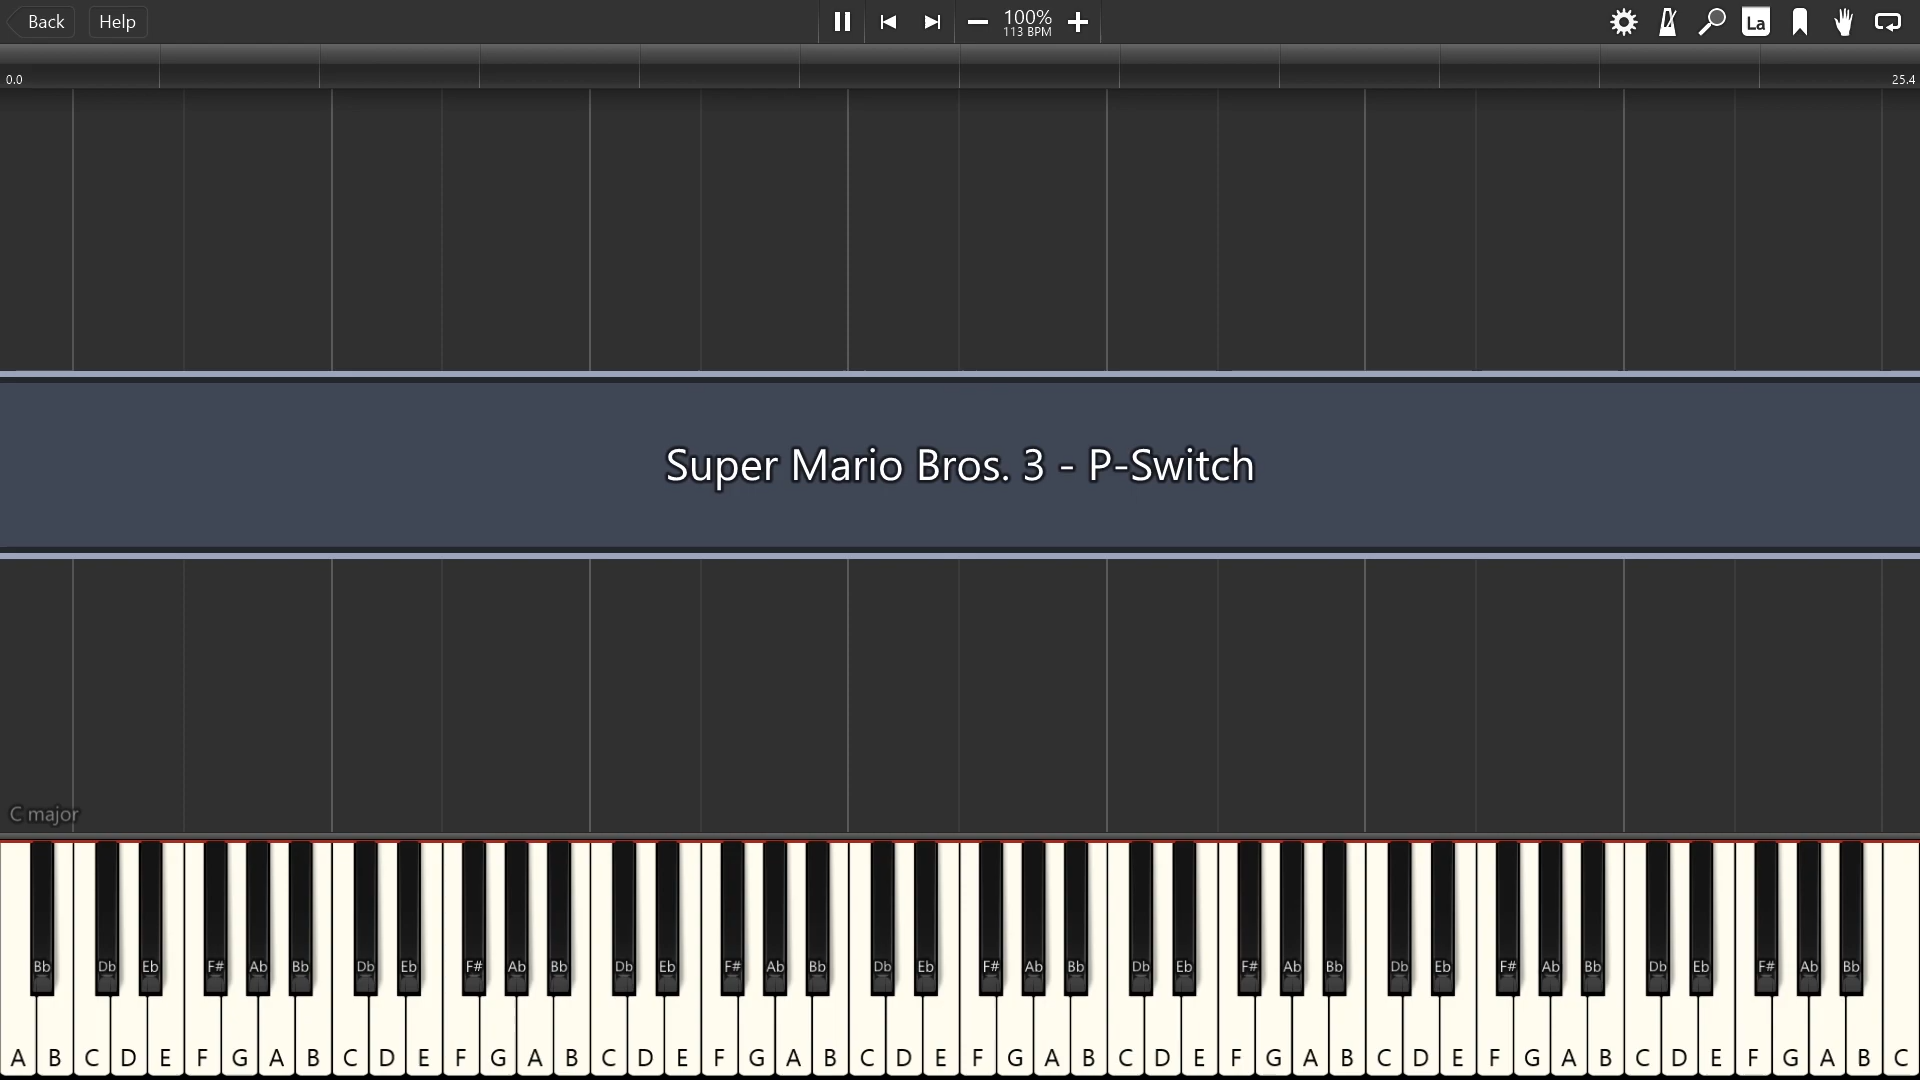 Back Help 100% La
113 BPM
0.0 25.4
Super Mario Bros. 3 - P-Switch
C major
Bb Db Eb F# Ab Bb Db Eb F# Ab Bb Db Eb F# Ab Bb Db Eb F# Ab Bb Db Eb F# Ab Bb Db Eb F# Ab Bb Db Eb F# Ab Bb
A B C D E F G A B C D E F G A B C D E F G A B C D E F G A B C D E F G A B C D E F G A B C D E F G A B C